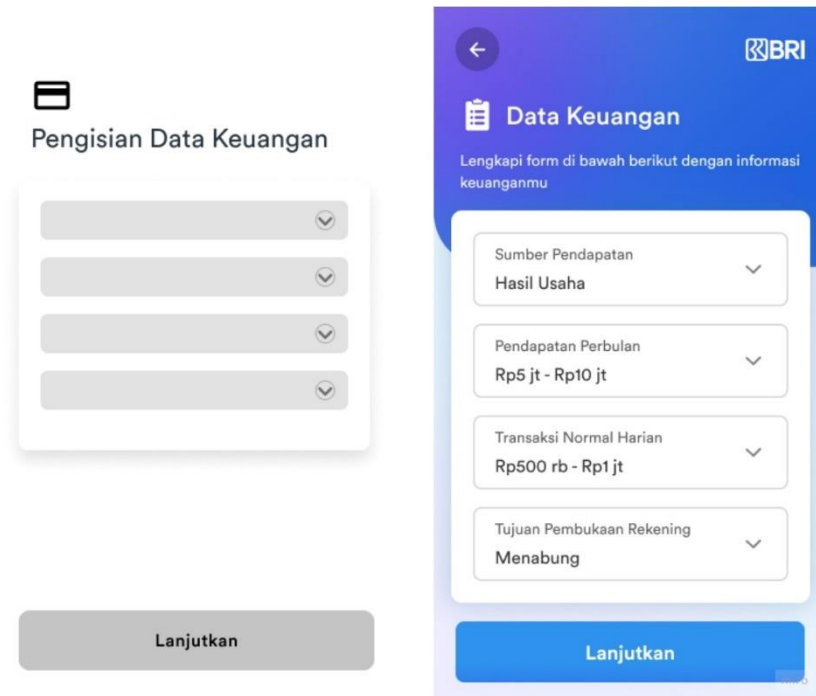 Pengisian Data Keuangan
Lanjutkan
BRI
Data Keuangan
Lengkapi form di bawah berikut dengan informasi
keuanganmu
Sumber Pendapatan
Hasil Usaha
Pendapatan Perbulan
Rp5 jt - Rp10 jt
Transaksi Normal Harian
Rp500 rb - Rp1 jt
Tujuan Pembukaan Rekening
Menabung
Lanjutkan